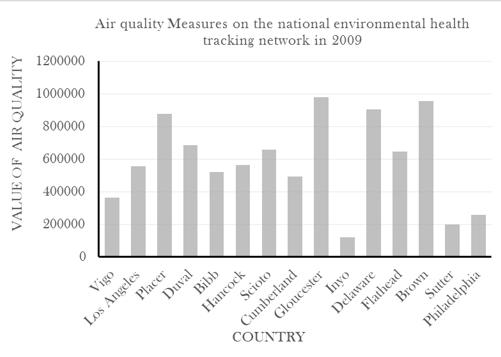 Air quality Measures on the national environmental health
tracking network in 2009
VALUE OF AIR QUALITY
1200000
1000000
800000
600000
400000
200000
0
Vigo
Los Angeles
Placer
Duval
Bibb
Hancock
Scioto
Cumberland
Gloucester
Inyo
Delaware
Flathead
Brown
Sutter
Philadelphia
COUNTRY